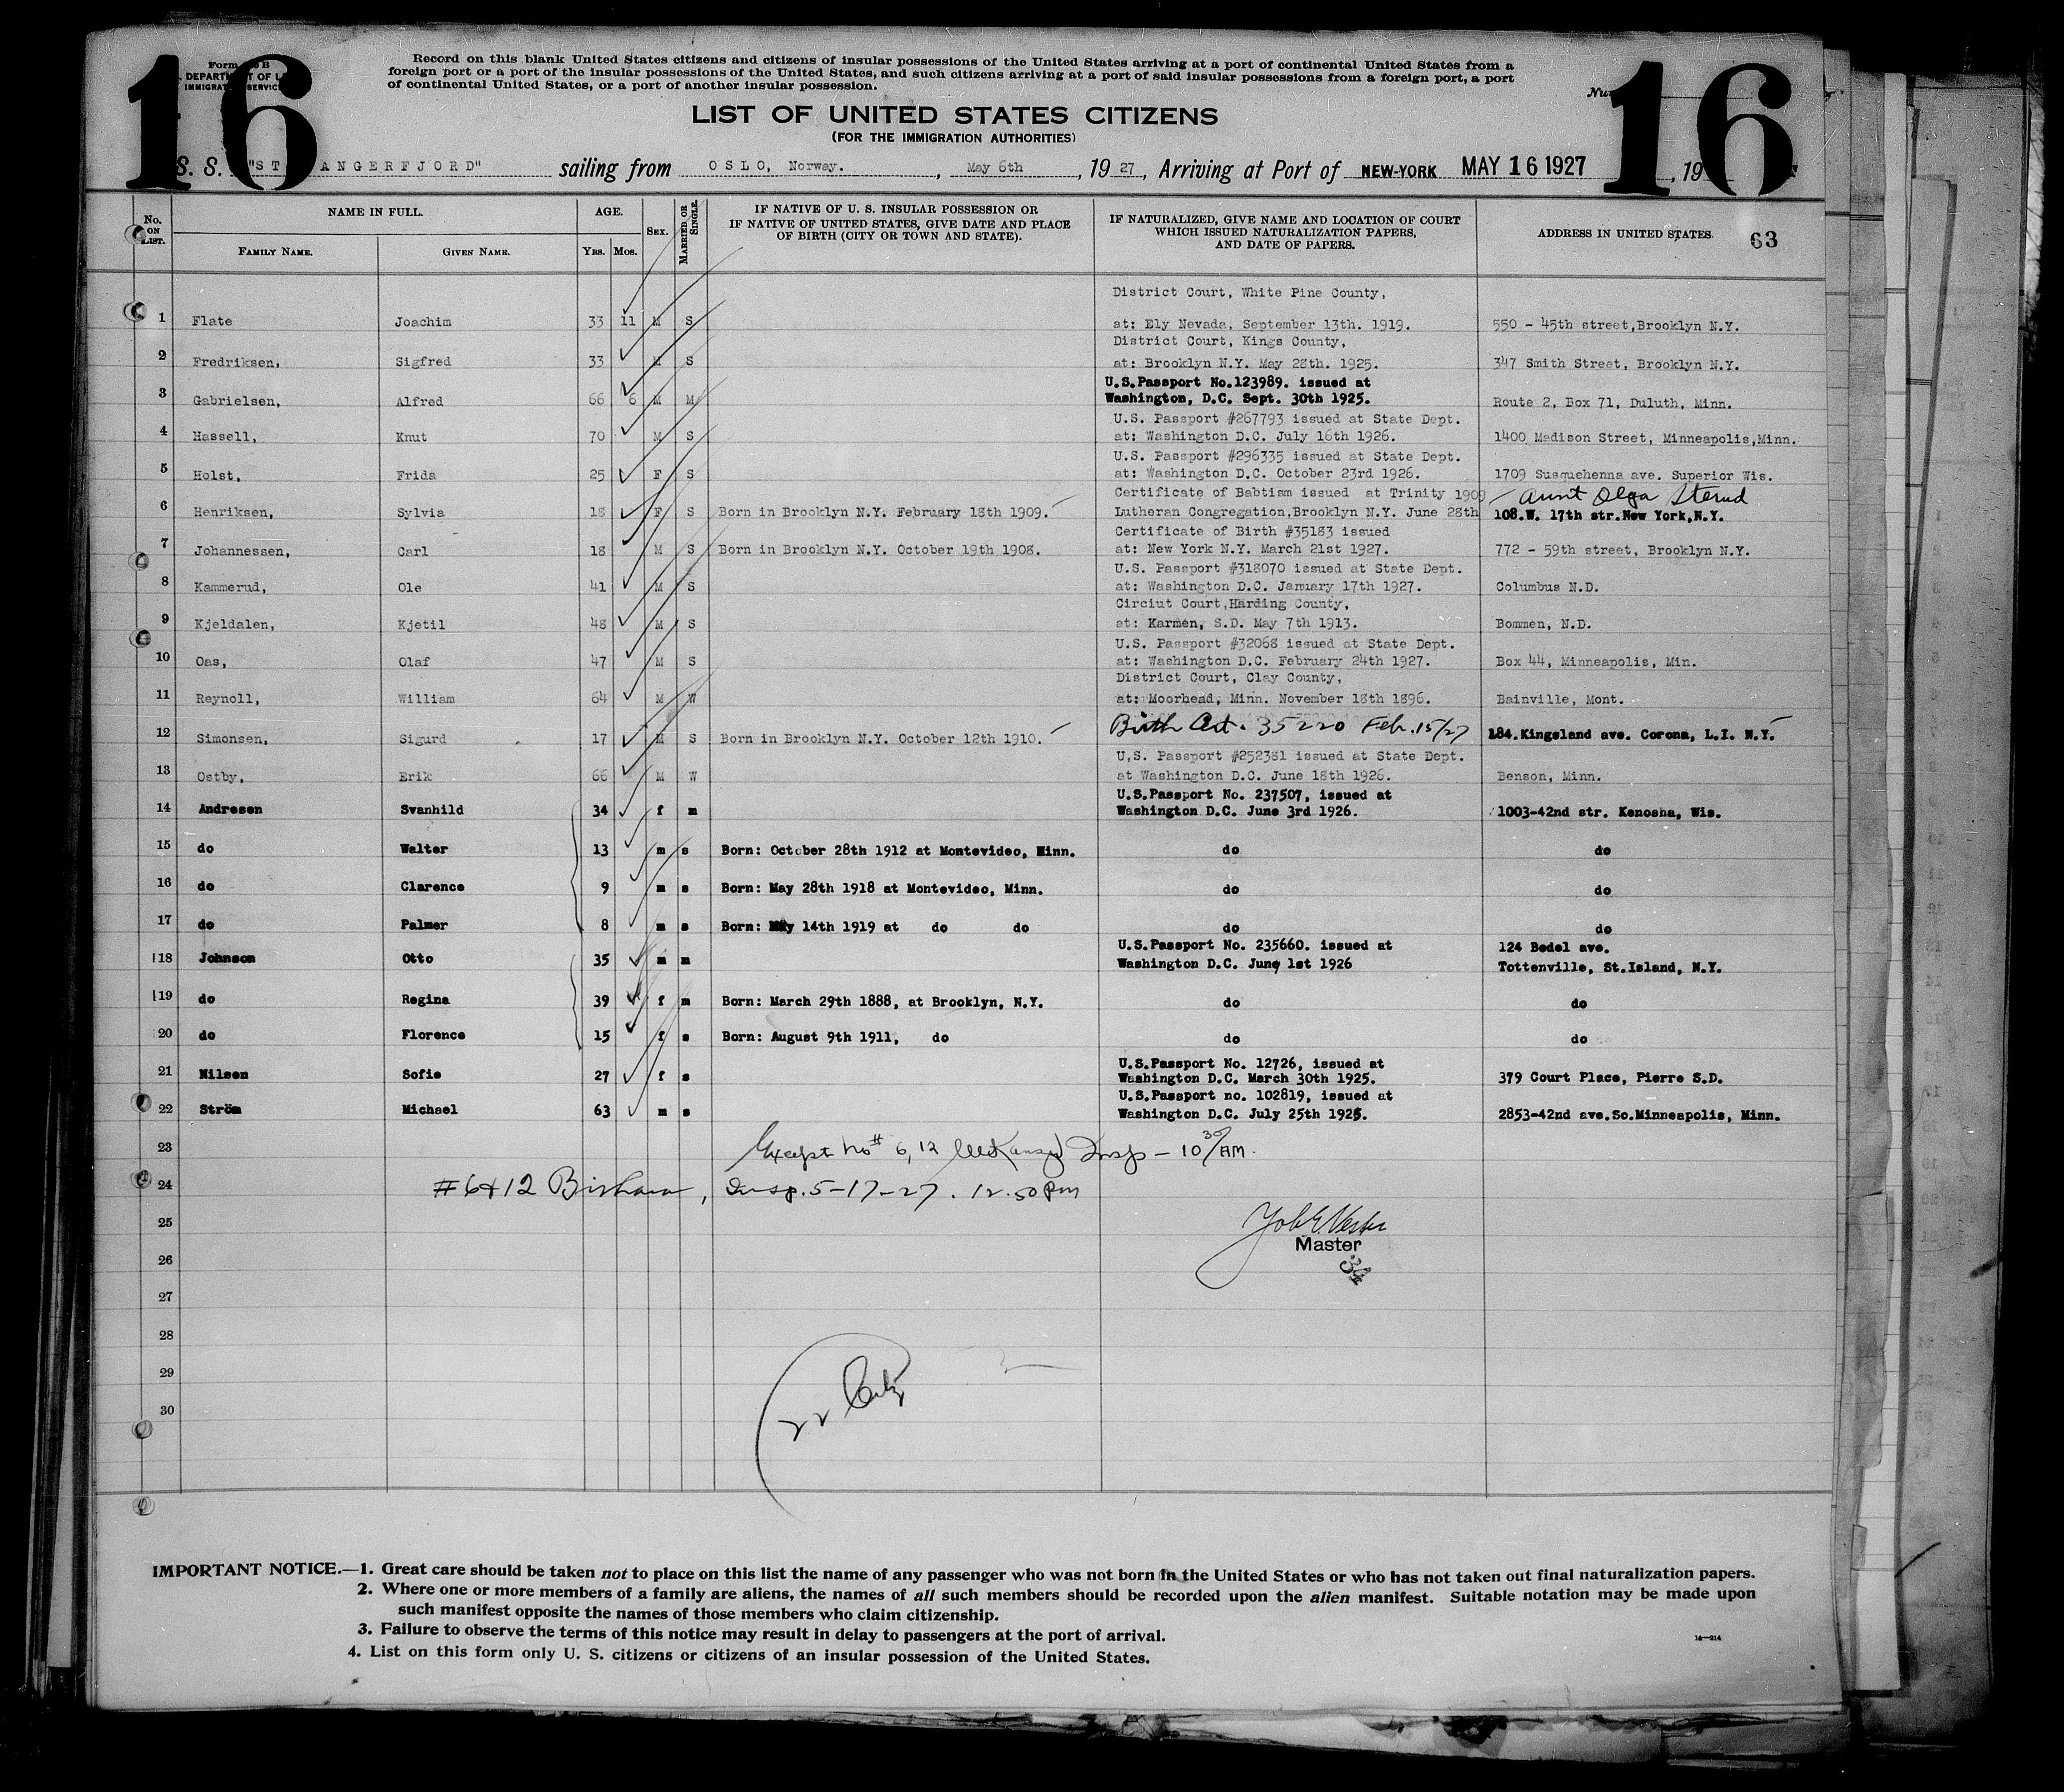 16
16
Form B
DEPARTMENT OF L
IMMIGRATION SERVICE
Record on this blank United States citizens and citizens of insular possessions of the United States arriving at a port of continental United States from a
foreign port or a port of the insular possessions of the United States, and such citizens arriving at a port of said insular possessions from a foreign port, a port
of continental United States, or a port of another insular possession.
LIST OF UNITED STATES CITIZENS
(FOR THE IMMIGRATION AUTHORITIES)
S. S. "ST ANGERFJORD" sailing from OSLO, Norway. , May 6th , 19 27 , Arriving at Port of NEW-YORK MAY 16 1927 , 19
No. ON LIST. NAME IN FULL. AGE. SEX. MARRIED OR SINGLE. IF NATIVE OF U. S. INSULAR POSSESSION OR IF NATIVE OF UNITED STATES, GIVE DATE AND PLACE OF BIRTH (CITY OR TOWN AND STATE). IF NATURALIZED, GIVE NAME AND LOCATION OF COURT WHICH ISSUED NATURALIZATION PAPERS, AND DATE OF PAPERS. ADDRESS IN UNITED STATES. 63
FAMILY NAME. GIVEN NAME. YRS. MOS.
District Court, White Pine County,
1 Flate Joachim 33 11 M S at: Ely Nevada, September 13th. 1919. 550 - 45th street,Brooklyn N.Y.
District Court, Kings County,
2 Fredriksen, Sigfred 33 M S at: Brooklyn N.Y. May 28th. 1925. 347 Smith Street, Brooklyn N.Y.
U.S.Passport No.123989. issued at
3 Gabrielsen, Alfred 66 6 M M Washington, D.C. Sept. 30th 1925. Route 2, Box 71, Duluth, Minn.
U.S. Passport #267793 issued at State Dept.
4 Hassell, Knut 70 M S at: Washington D.C. July 16th 1926. 1400 Madison Street, Minneapolis,Minn.
U.S. Passport #296335 issued at State Dept.
5 Holst, Frida 25 F S at: Washington D.C. October 23rd 1926. 1709 Susquehenna ave. Superior Wis.
Certificate of Babtism issued at Trinity 1909 Aunt Olga Sterud
6 Henriksen, Sylvia 18 F S Born in Brooklyn N.Y. February 18th 1909. Lutheran Congregation,Brooklyn N.Y. June 28th 108.W. 17th str.New York,N.Y.
Certificate of Birth #35183 issued
7 Johannessen, Carl 18 M S Born in Brooklyn N.Y. October 19th 1908. at: New York N.Y. March 21st 1927. 772 - 59th street, Brooklyn N.Y.
U.S. Passport #318070 issued at State Dept.
8 Kammerud, Ole 41 M S at: Washington D.C. January 17th 1927. Columbus N.D.
Circiut Court,Harding County,
9 Kjeldalen, Kjetil 48 M S at: Karmen, S.D. May 7th 1913. Bommen, N.D.
U.S. Passport #32068 issued at State Dept.
10 Oas, Olaf 47 M S at: Washington D.C. February 24th 1927. Box 44, Minneapolis, Min.
District Court, Clay County,
11 Reynoll, William 64 M W at: Moorhead, Minn. November 18th 1896. Bainville, Mont.
12 Simonsen, Sigurd 17 M S Born in Brooklyn N.Y. October 12th 1910. Birth Cert. 35220 Feb. 15/27 184.Kingsland ave. Corona, L.I. N.Y.
U.S. Passport #252381 issued at State Dept.
13 Ostby, Erik 66 M W at Washington D.C. June 18th 1926. Benson, Minn.
U.S.Passport No. 237507, issued at
14 Andresen Svanhild 34 f m Washington D.C. June 3rd 1926. 1003-42nd str. Kenosha, Wis.
15 do Walter 13 m s Born: October 28th 1912 at Montevideo, Minn. do do
16 do Clarence 9 m s Born: May 28th 1918 at Montevideo, Minn. do do
17 do Palmer 8 m s Born: May 14th 1919 at do do do do
U.S.Passport No. 235660. issued at 124 Bedel ave.
18 Johnson Otto 35 m m Washington D.C. June 1st 1926 Tottenville, St.Island, N.Y.
19 do Regina 39 f m Born: March 29th 1888, at Brooklyn, N.Y. do do
20 do Florence 15 f s Born: August 9th 1911, do do do
U.S.Passport No. 12726, issued at
21 Nilsen Sofie 27 f s Washington D.C. March 30th 1925. 379 Court Place, Pierre S.D.
U.S.Passport no. 102819, issued at
22 Ström Michael 63 m s Washington D.C. July 25th 1925. 2853-42nd ave.So.Minneapolis, Minn.
23 Except No # 6, 12 Insp - 10 30/AM.
24 #6+12 Bishara, Insp. 5-17-27. 12.50 PM
25
Master
26 34
27
28
29
22
30
IMPORTANT NOTICE.—1. Great care should be taken not to place on this list the name of any passenger who was not born in the United States or who has not taken out final naturalization papers.
2. Where one or more members of a family are aliens, the names of all such members should be recorded upon the alien manifest. Suitable notation may be made upon
such manifest opposite the names of those members who claim citizenship.
3. Failure to observe the terms of this notice may result in delay to passengers at the port of arrival.
14—214
4. List on this form only U. S. citizens or citizens of an insular possession of the United States.